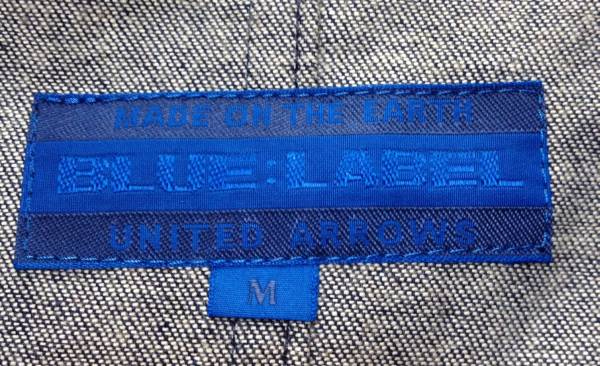 MADE ON THE EARTH
BLUE:LABEL
UNITED ARROWS
M